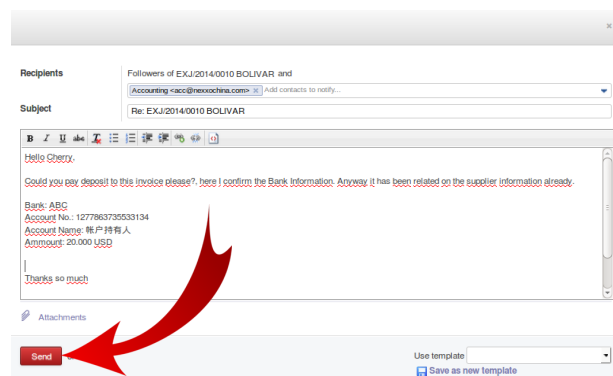 ×
Recipients
Followers of EXJ/2014/0010 BOLIVAR and
Accounting <acc@nexxochina.com> × Add contacts to notify...
Subject
Re: EXJ/2014/0010 BOLIVAR
B I U abc T
Hello Cherry,
Could you pay deposit to this invoice please?, here I confirm the Bank Information. Anyway it has been related on the supplier information already.
Bank: ABC
Account No.: 1277863735533134
Account Name: 帐户持有人
Ammount: 20.000 USD
Thanks so much
Attachments
Send
Use template
Save as new template